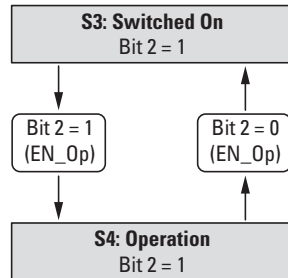 S3: Switched On
Bit 2 = 1
Bit 2 = 1
(EN_Op)
Bit 2 = 0
(EN_Op)
S4: Operation
Bit 2 = 1